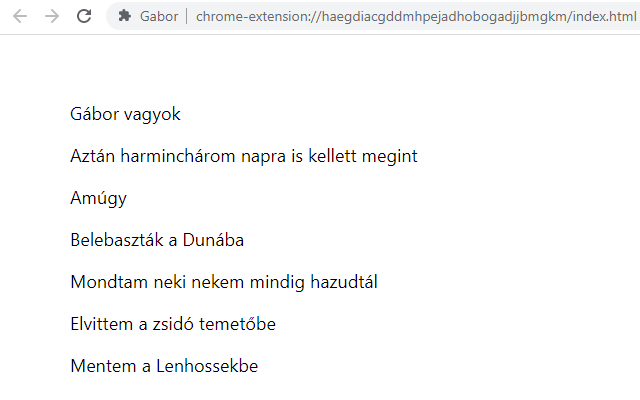 Gabor
chrome-extension://haegdiacgddmhpejadhobogadjjbmgkm/index.html
Gábor vagyok
Aztán harminchárom napra is kellett megint
Amúgy
Belebaszták a Dunába
Mondtam neki nekem mindig hazudtál
Elvittem a zsidó temetőbe
Mentem a Lenhossekbe